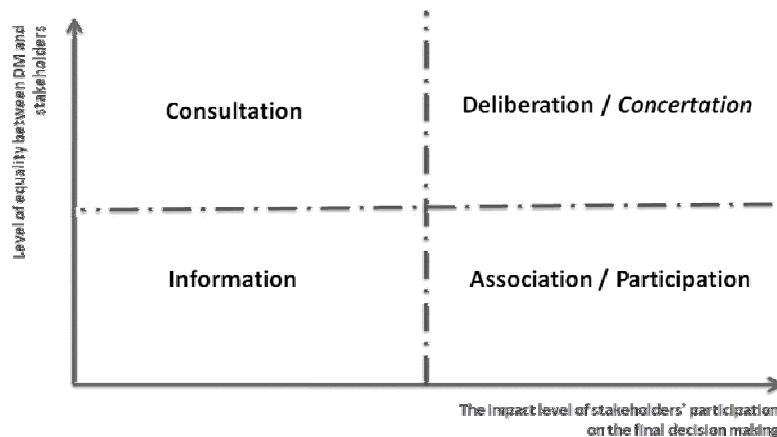 Level of equality between DM and
stakeholders
Consultation
Deliberation / Concertation
Information
Association / Participation
The impact level of stakeholders' participation
on the final decision making